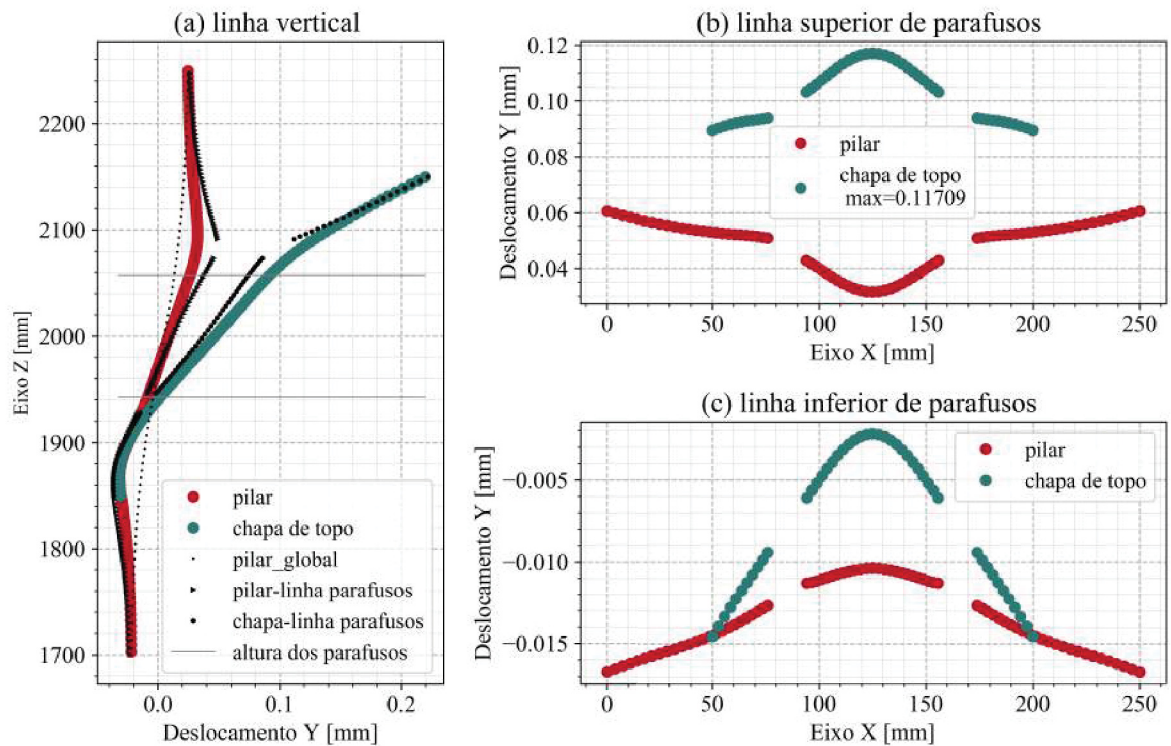 (a) linha vertical
Eixo Z [mm]
2200
2100
2000
1900
1800
1700
pilar
chapa de topo
pilar_global
pilar-linha parafusos
chapa-linha parafusos
altura dos parafusos
0.0
0.1
0.2
Deslocamento Y [mm]
(b) linha superior de parafusos
Deslocamento Y [mm]
0.12
0.10
0.08
0.06
0.04
pilar
chapa de topo
max=0.11709
0
50
100
150
200
250
Eixo X [mm]
(c) linha inferior de parafusos
Deslocamento Y [mm]
−0.005
−0.010
−0.015
pilar
chapa de topo
0
50
100
150
200
250
Eixo X [mm]